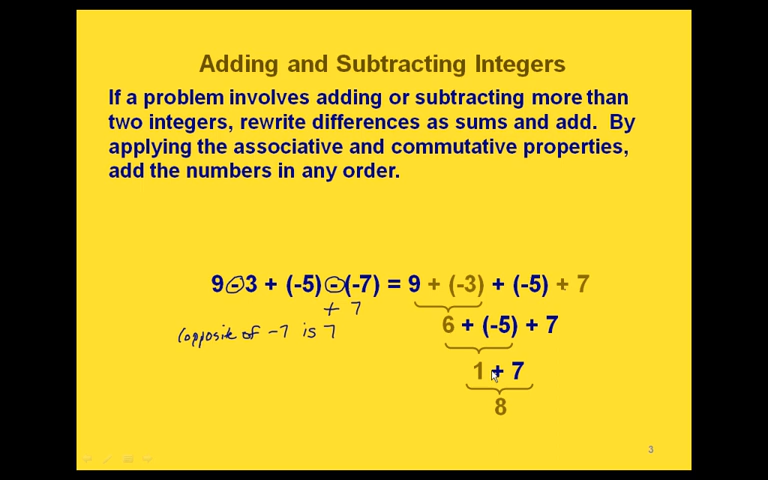 Adding and Subtracting Integers
If a problem involves adding or subtracting more than
two integers, rewrite differences as sums and add. By
applying the associative and commutative properties,
add the numbers in any order.
9 - 3 + (-5) - (-7) = 9 + (-3) + (-5) + 7
+ 7
6 + (-5) + 7
(opposite of -7 is 7
1 + 7
8
3